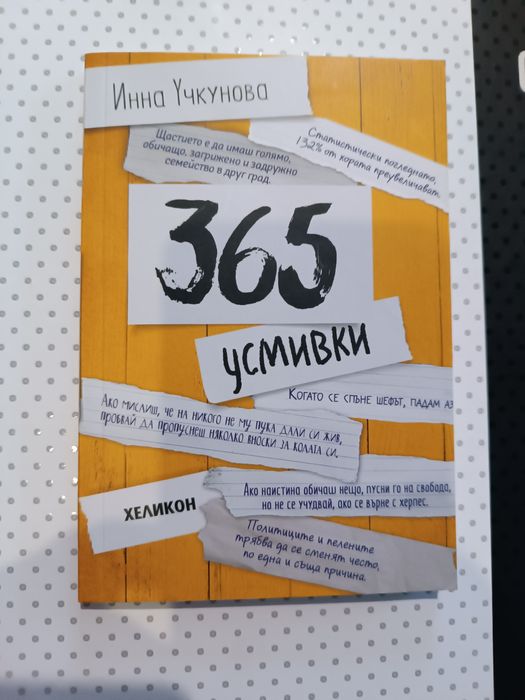 Инна Учкунова
Щастието е да имаш голямо,
обичащо, загрижено и задружно
семейство в друг град.
Статистически погледнато,
132% от хората преувеличават.
365
усмивки
Когато се спъне шефът, падам аз
Ако мислиш, че на никого не му пука дали си жив,
пробвай да пропуснеш няколко вноски за колата си.
Ако наистина обичаш нещо, пусни го на свобода,
но не се учудвай, ако се върне с херпес.
ХЕЛИКОН
Политиците и пелените
трябва да се сменят често,
по една и съща причина.